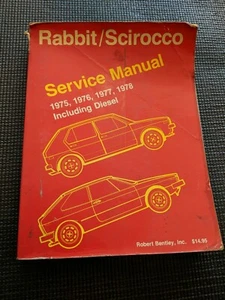 Rabbit/Scirocco
Service Manual
1975, 1976, 1977, 1978
Including Diesel
Robert Bentley, Inc. $14.95